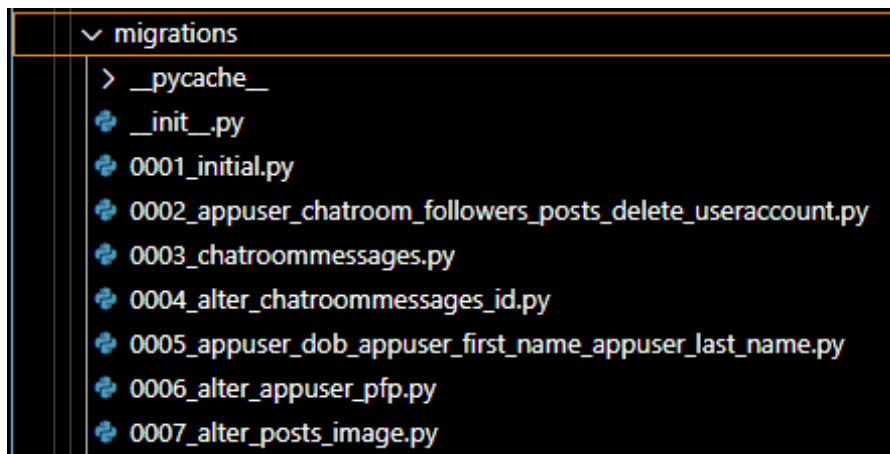 migrations
__pycache__
__init__.py
0001_initial.py
0002_appuser_chatroom_followers_posts_delete_useraccount.py
0003_chatroommessages.py
0004_alter_chatroommessages_id.py
0005_appuser_dob_appuser_first_name_appuser_last_name.py
0006_alter_appuser_pfp.py
0007_alter_posts_image.py